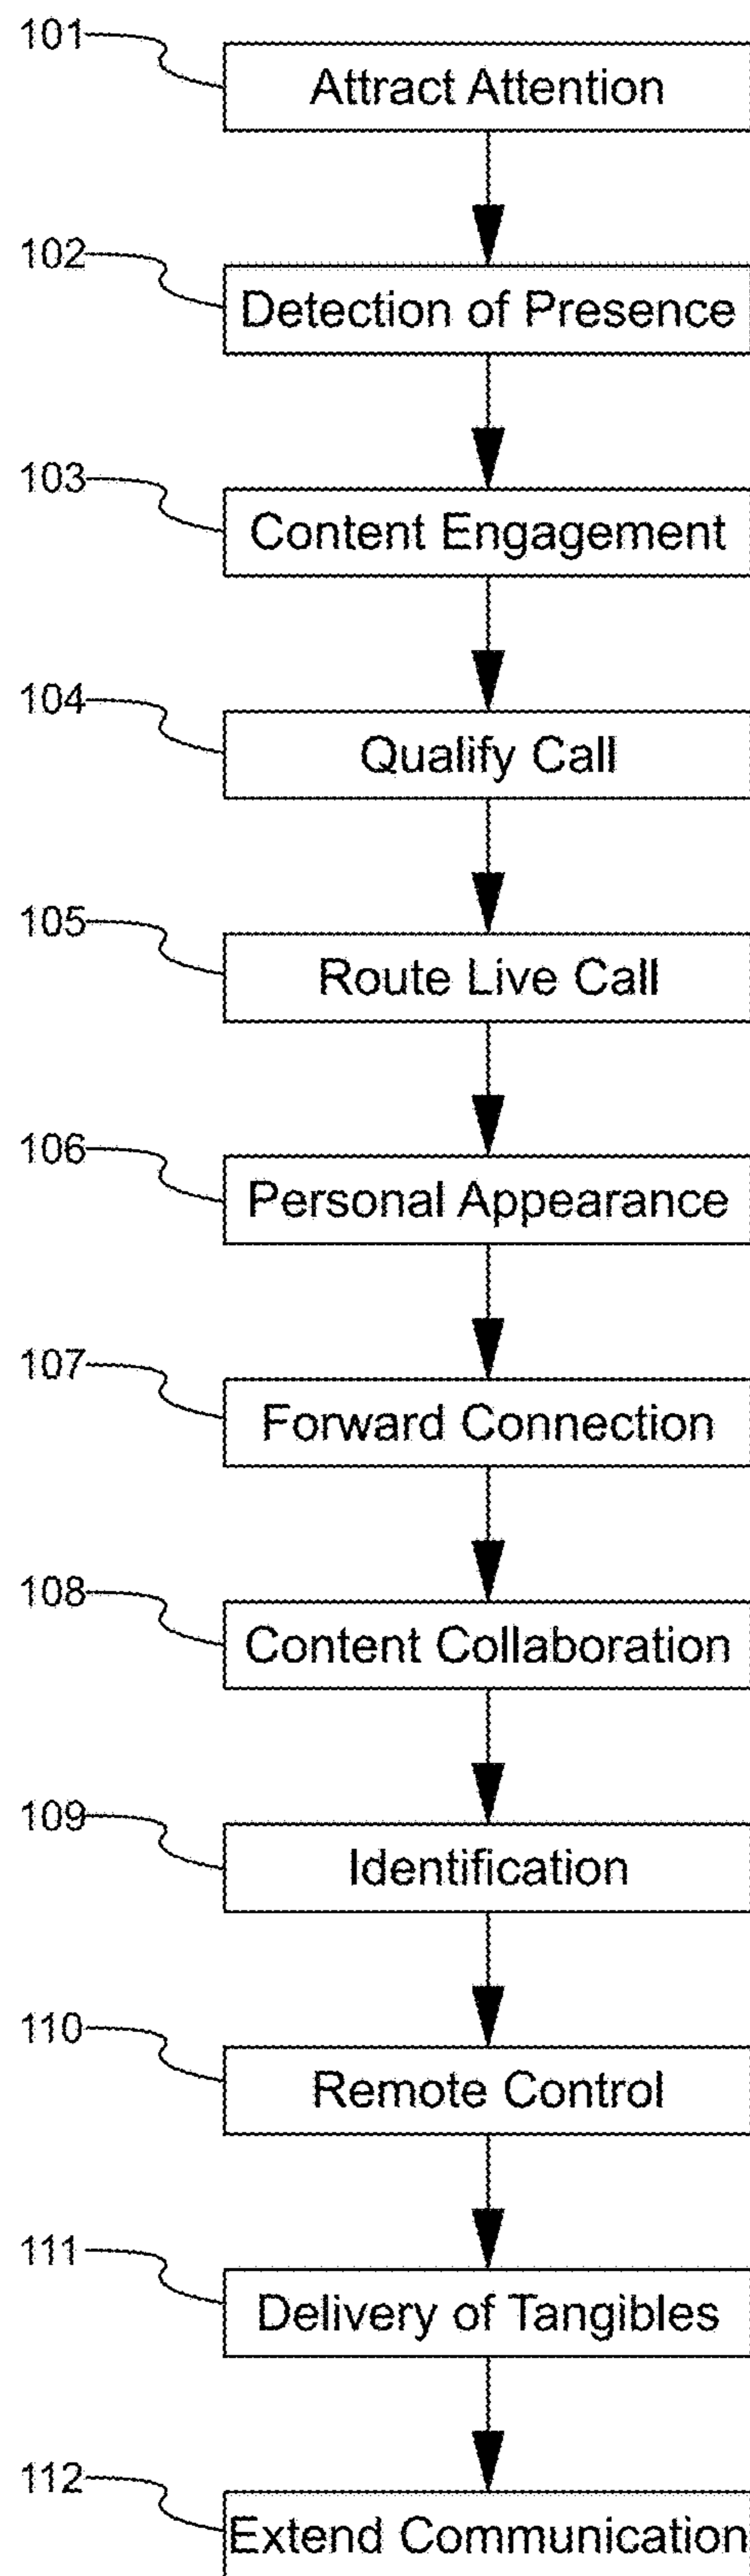 101
Attract Attention
102
Detection of Presence
103
Content Engagement
104
Qualify Call
105
Route Live Call
106
Personal Appearance
107
Forward Connection
108
Content Collaboration
109
Identification
110
Remote Control
111
Delivery of Tangibles
112
Extend Communication